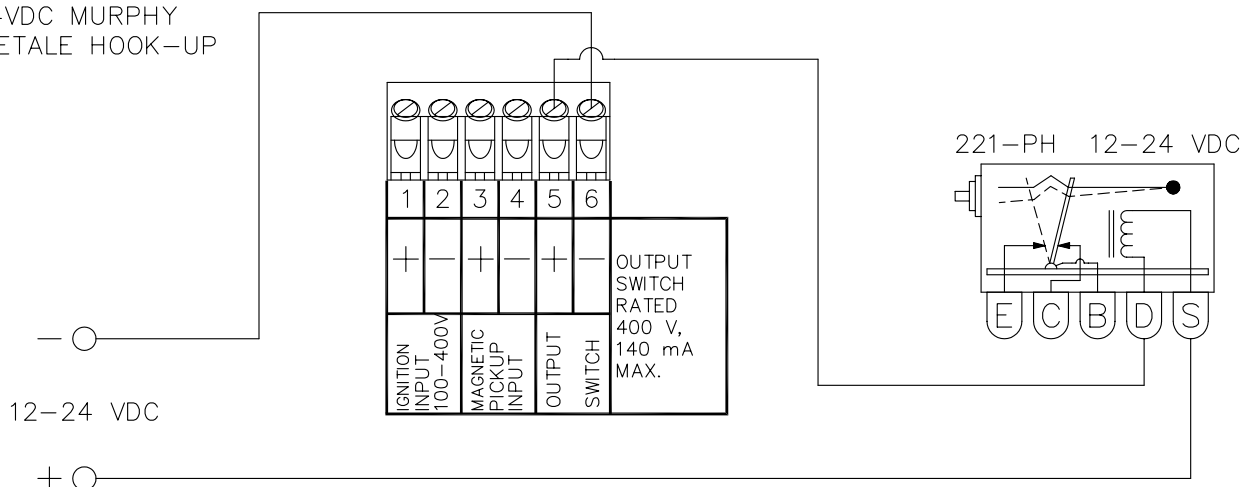 VDC MURPHY
ETALE HOOK-UP
221-PH 12-24 VDC
1 2 3 4 5 6
+ − + − + −
OUTPUT
SWITCH
RATED
400 V,
140 mA
MAX.
IGNITION
INPUT
100-400V
MAGNETIC
PICKUP
INPUT
OUTPUT
SWITCH
E C B D S
−
12-24 VDC
+